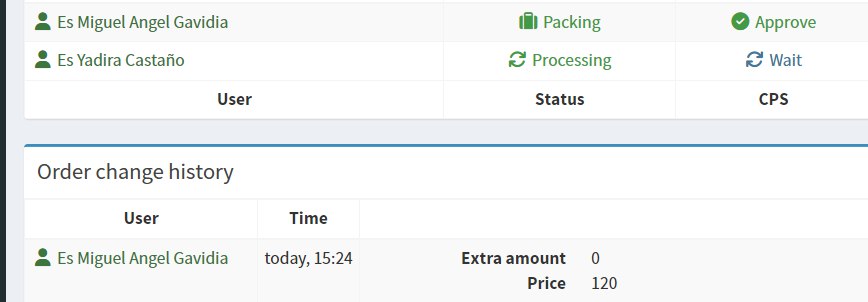 Es Miguel Angel Gavidia Packing Approve
Es Yadira Castaño Processing Wait
User Status CPS
Order change history
User Time
Es Miguel Angel Gavidia today, 15:24 Extra amount 0
Price 120